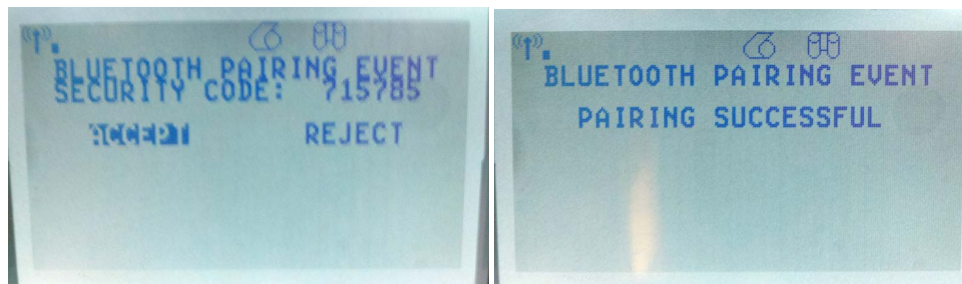 BLUETOOTH PAIRING EVENT
SECURITY CODE: 715785
ACCEPT REJECT
BLUETOOTH PAIRING EVENT
PAIRING SUCCESSFUL